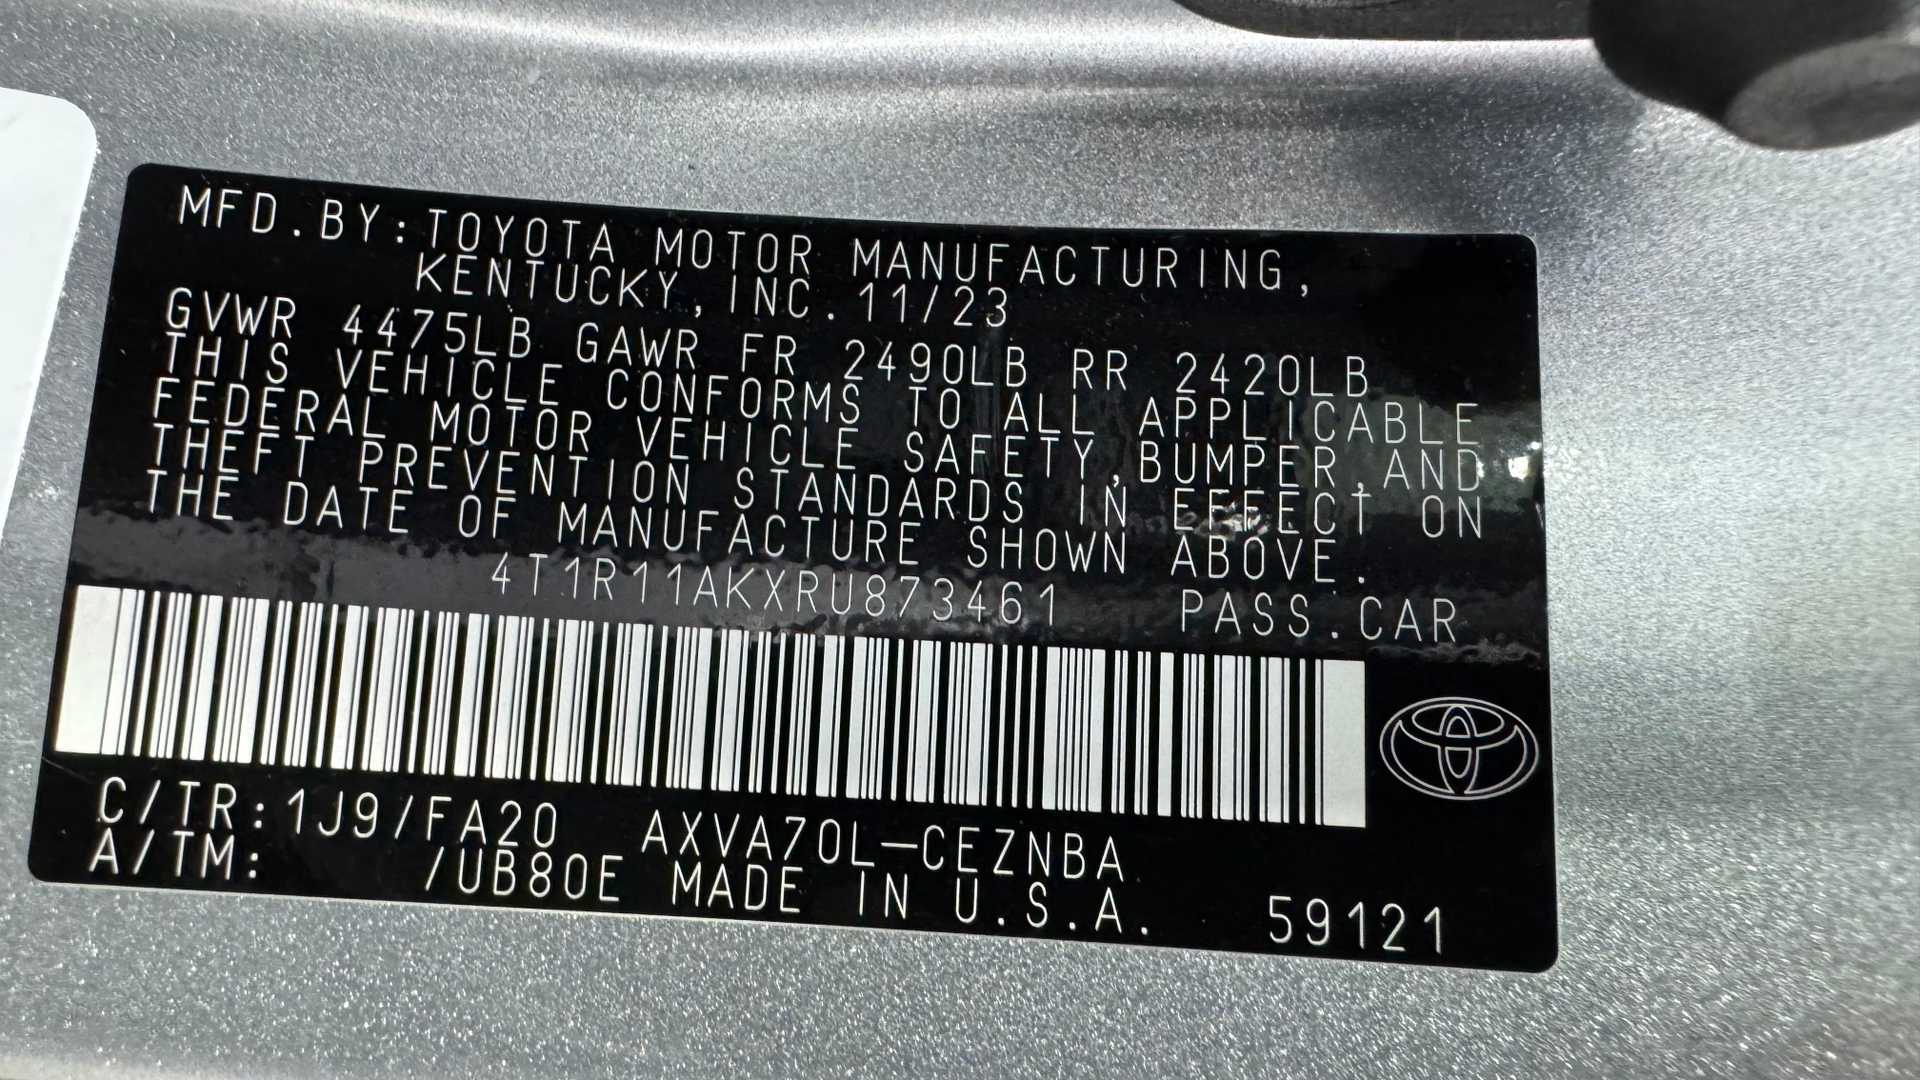 MFD.BY:TOYOTA MOTOR MANUFACTURING,
KENTUCKY,INC.11/23
GVWR 4475LB GAWR FR 2490LB RR 2420LB
THIS VEHICLE CONFORMS TO ALL APPLICABLE
FEDERAL MOTOR VEHICLE SAFETY,BUMPER,AND
THEFT PREVENTION STANDARDS IN EFFECT ON
THE DATE OF MANUFACTURE SHOWN ABOVE.
4T1R11AKXRU873461 PASS.CAR
C/TR:1J9/FA20 AXVA70L-CEZNBA
A/TM: /UB80E MADE IN U.S.A. 59121